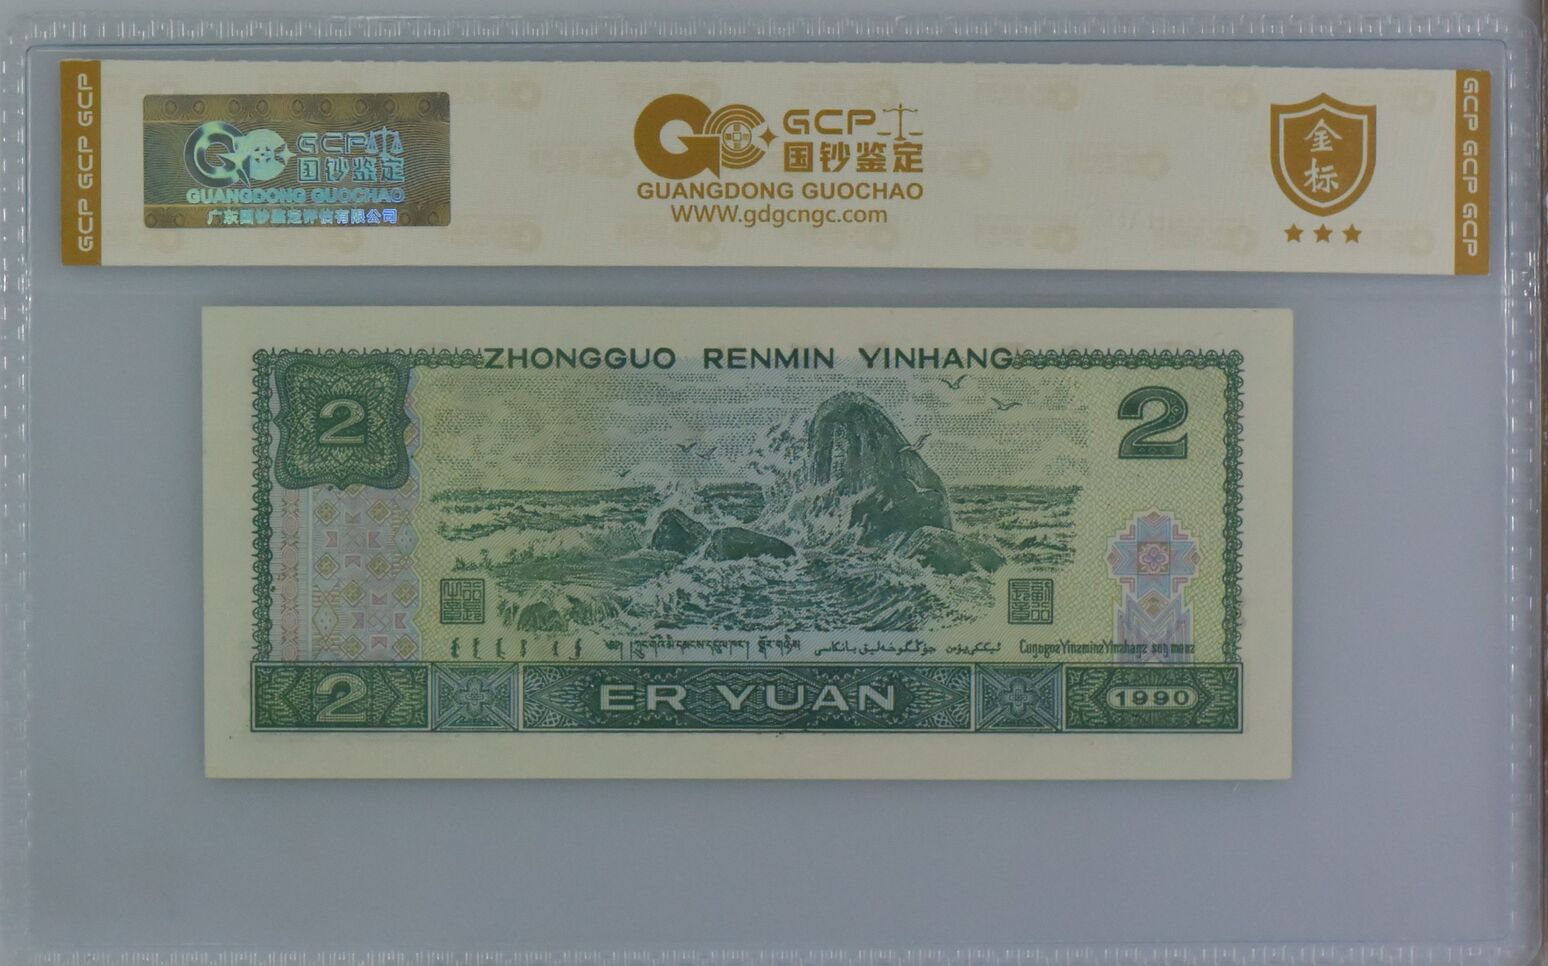 GCP GCP GCP
GCP
国钞鉴定
GUANGDONG GUOCHAO
广东国钞鉴定评估有限公司
GCP
国钞鉴定
GUANGDONG GUOCHAO
WWW.gdgcngc.com
金
标
GCP GCP GCP
ZHONGGUO RENMIN YINHANG
2
2
2
ER YUAN
1990